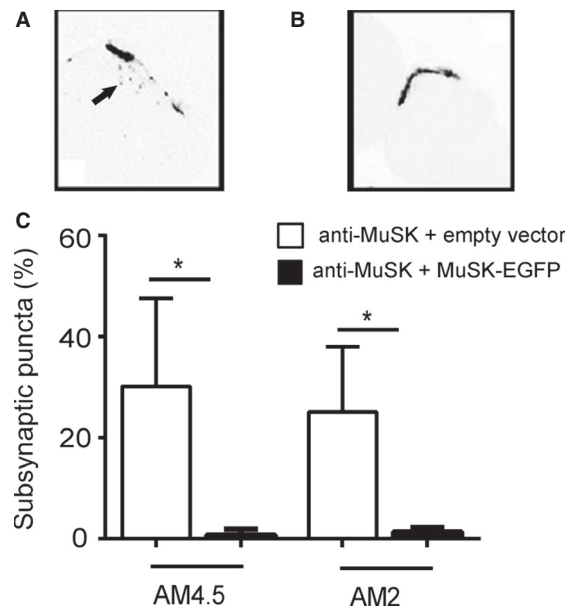 A
B
C
Subsynaptic puncta (%)
60
40
20
0
anti-MuSK + empty vector
anti-MuSK + MuSK-EGFP
*
*
AM4.5
AM2